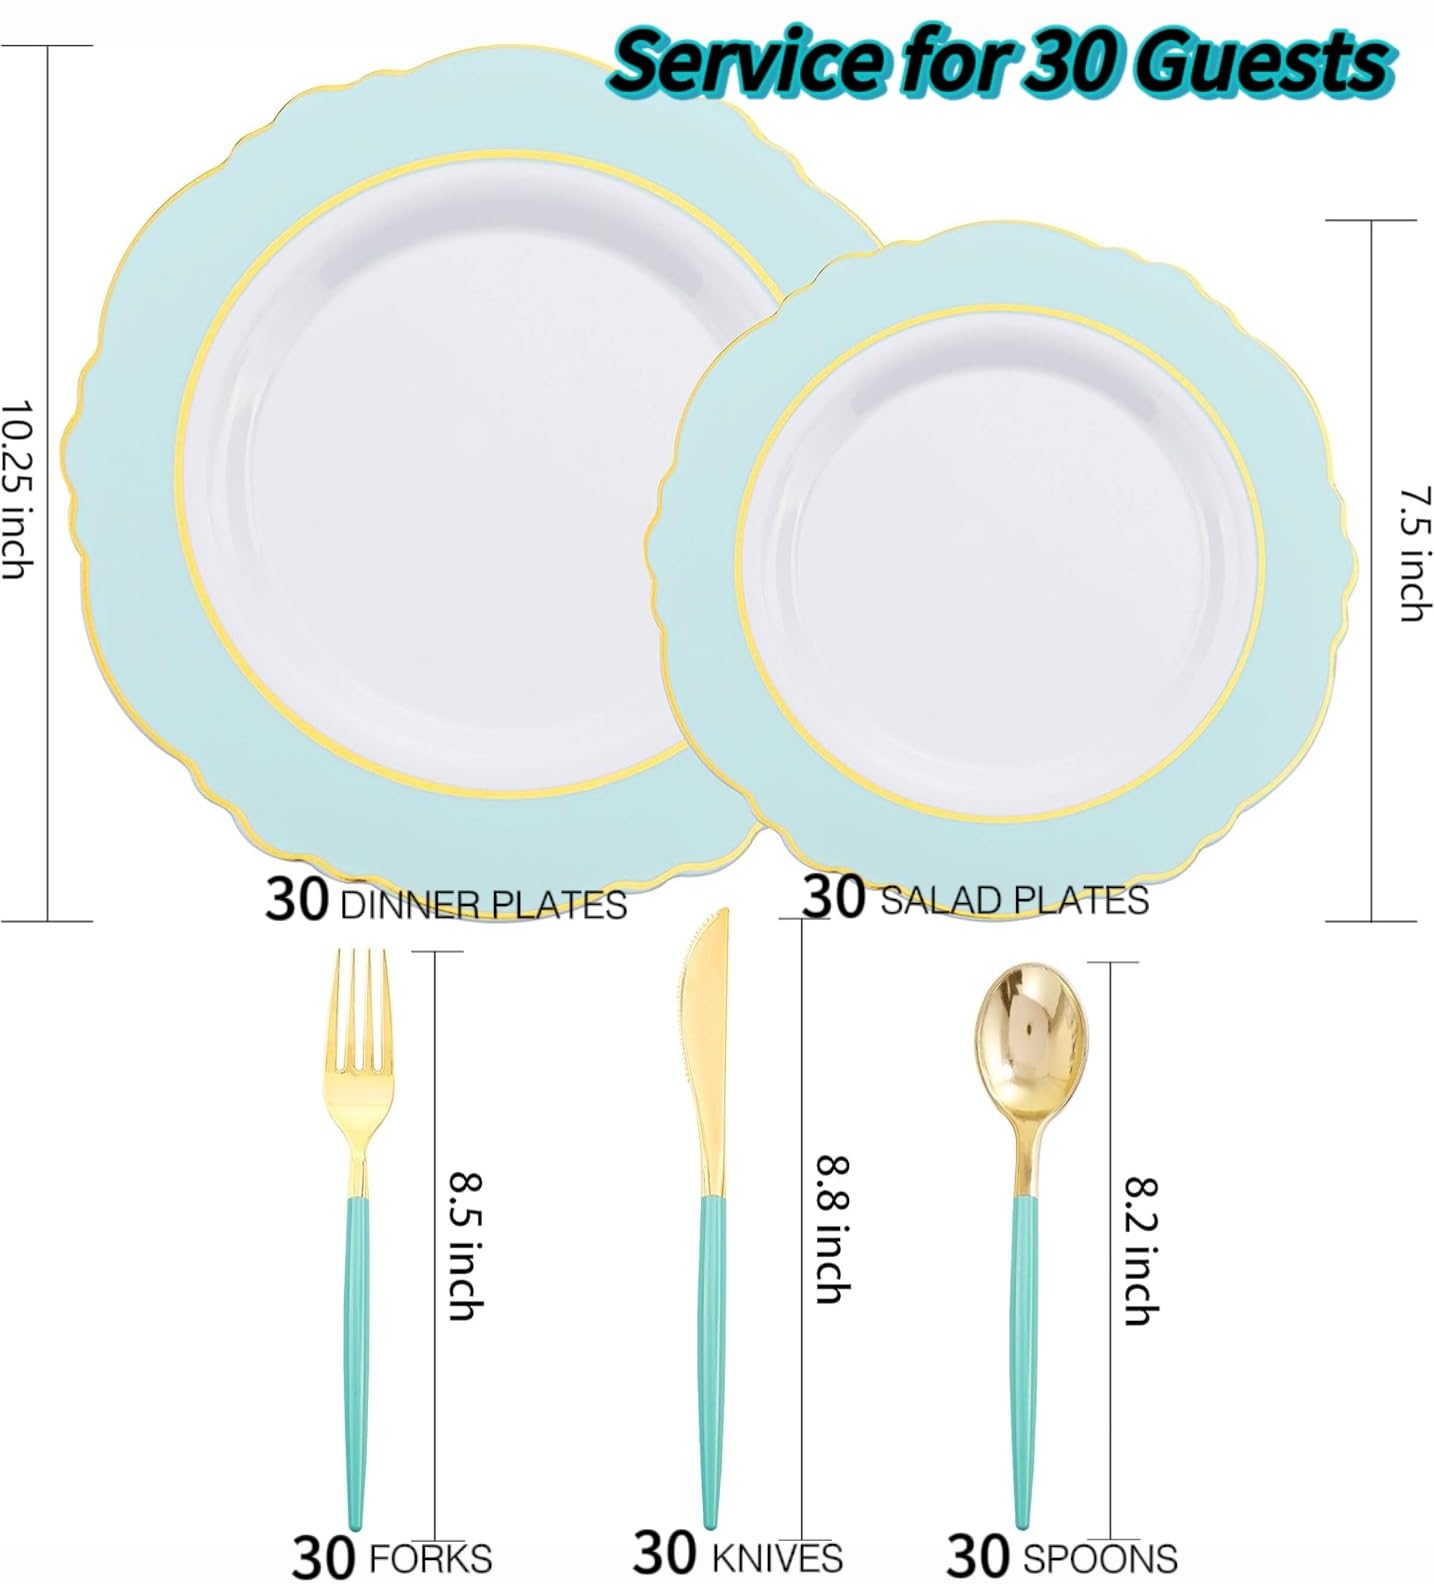 Service for 30 Guests
10.25 inch
7.5 inch
30 DINNER PLATES
30 SALAD PLATES
8.5 inch
8.8 inch
8.2 inch
30 FORKS
30 KNIVES
30 SPOONS